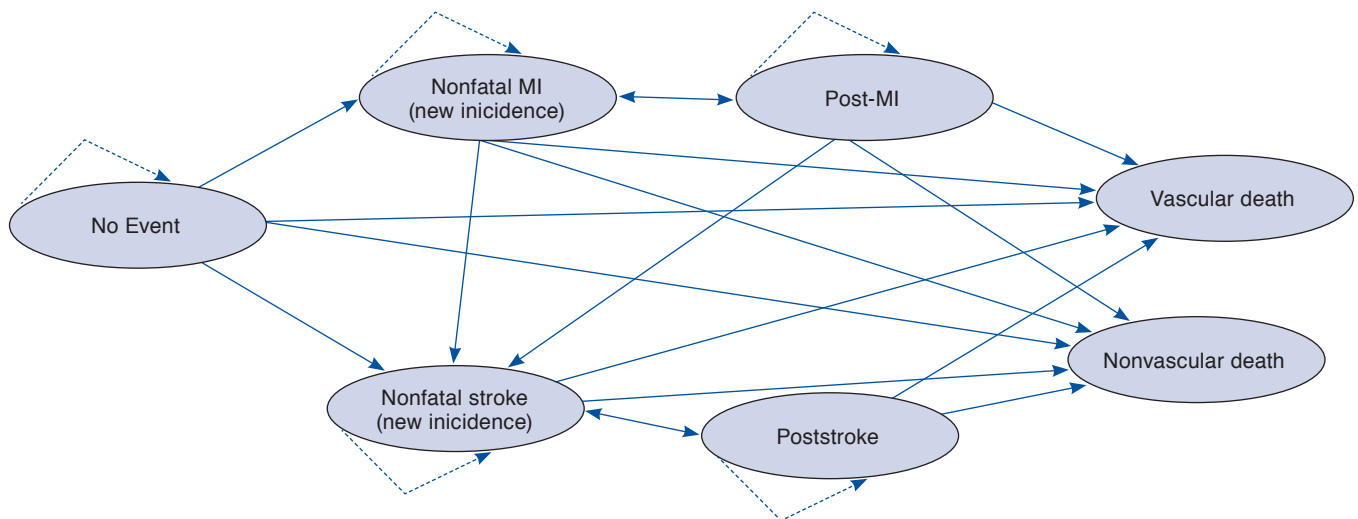 Nonfatal MI
(new inicidence)
Post-MI
Vascular death
No Event
Nonvascular death
Nonfatal stroke
(new inicidence)
Poststroke